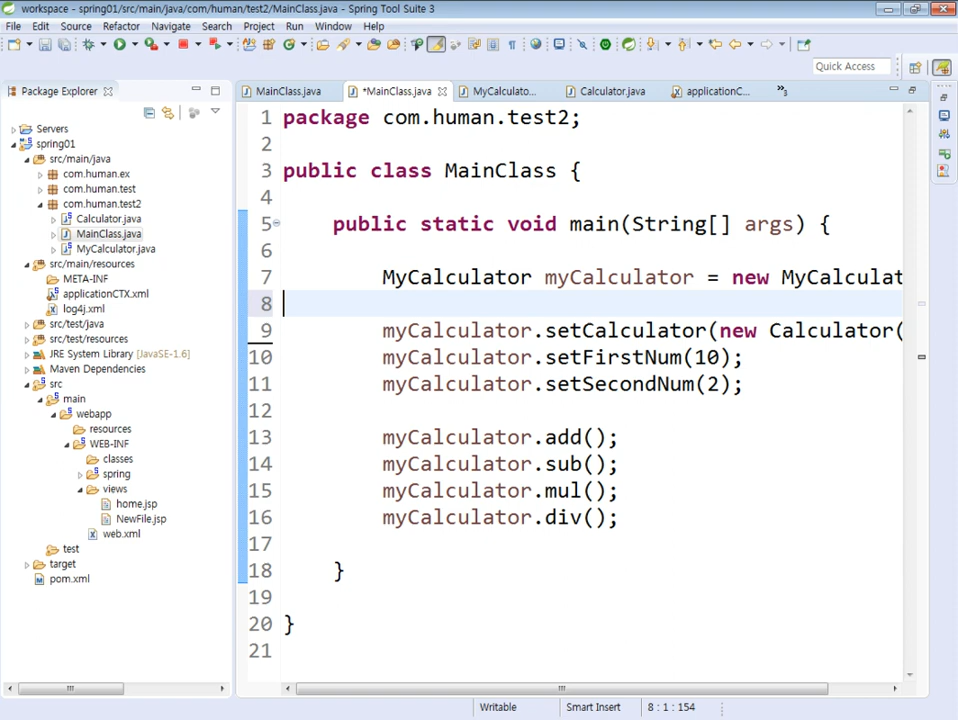 workspace - spring01/src/main/java/com/human/test2/MainClass.java - Spring Tool Suite 3
File Edit Source Refactor Navigate Search Project Run Window Help
Quick Access
Package Explorer
MainClass.java *MainClass.java MyCalculato... Calculator.java applicationC... »3
Servers
spring01
src/main/java
com.human.ex
com.human.test
com.human.test2
Calculator.java
MainClass.java
MyCalculator.java
src/main/resources
META-INF
applicationCTX.xml
log4j.xml
src/test/java
src/test/resources
JRE System Library [JavaSE-1.6]
Maven Dependencies
src
main
webapp
resources
WEB-INF
classes
spring
views
home.jsp
NewFile.jsp
web.xml
test
target
pom.xml
1 package com.human.test2;
2
3 public class MainClass {
4
5 public static void main(String[] args) {
6
7 MyCalculator myCalculator = new MyCalculat
8
9 myCalculator.setCalculator(new Calculator(
10 myCalculator.setFirstNum(10);
11 myCalculator.setSecondNum(2);
12
13 myCalculator.add();
14 myCalculator.sub();
15 myCalculator.mul();
16 myCalculator.div();
17
18 }
19
20 }
21
Writable Smart Insert 8 : 1 : 154